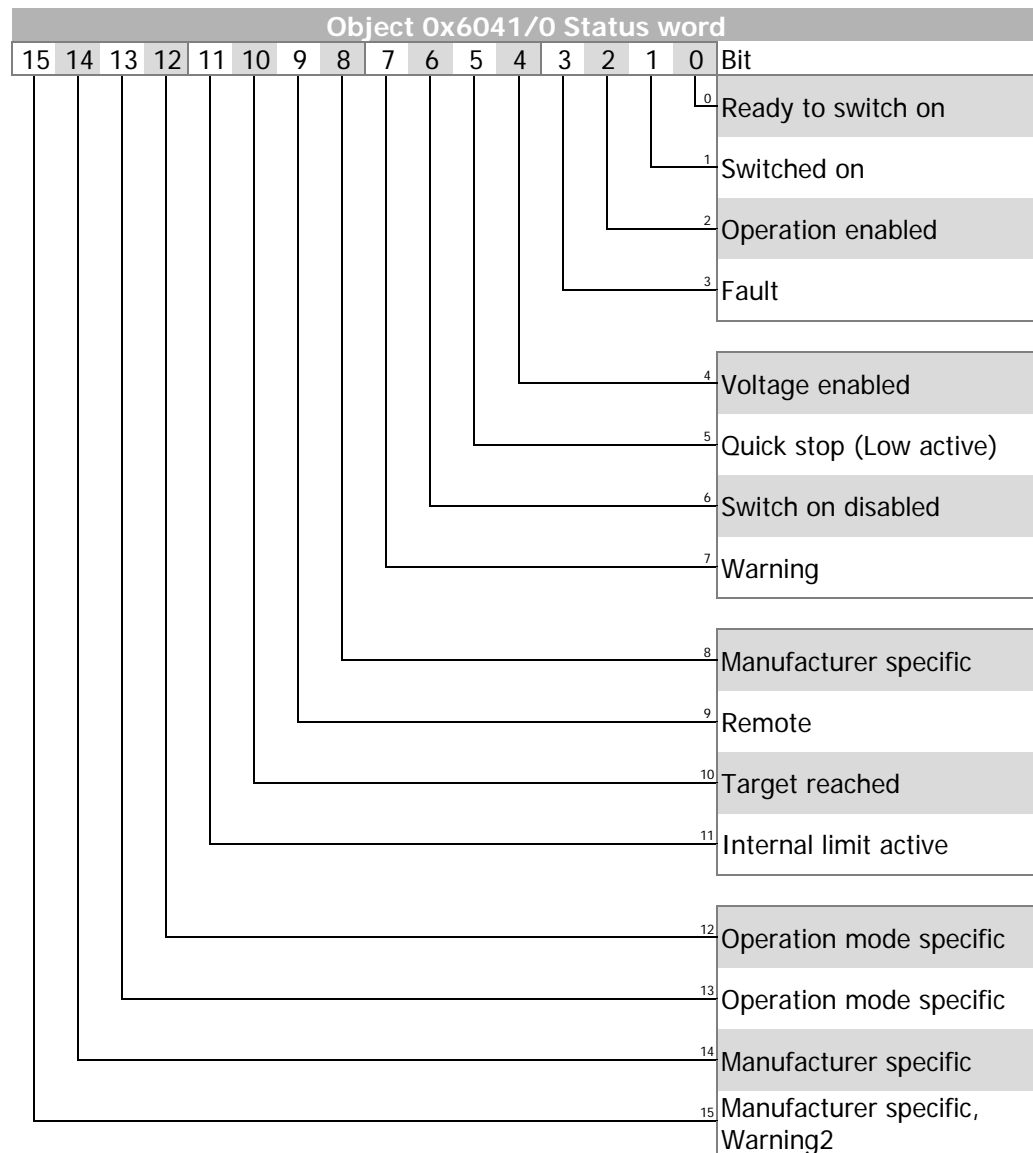 Object 0x6041/0 Status word
15 14 13 12 11 10 9 8 7 6 5 4 3 2 1 0 Bit
0 Ready to switch on
1 Switched on
2 Operation enabled
3 Fault
4 Voltage enabled
5 Quick stop (Low active)
6 Switch on disabled
7 Warning
8 Manufacturer specific
9 Remote
10 Target reached
11 Internal limit active
12 Operation mode specific
13 Operation mode specific
14 Manufacturer specific
15 Manufacturer specific,
Warning2